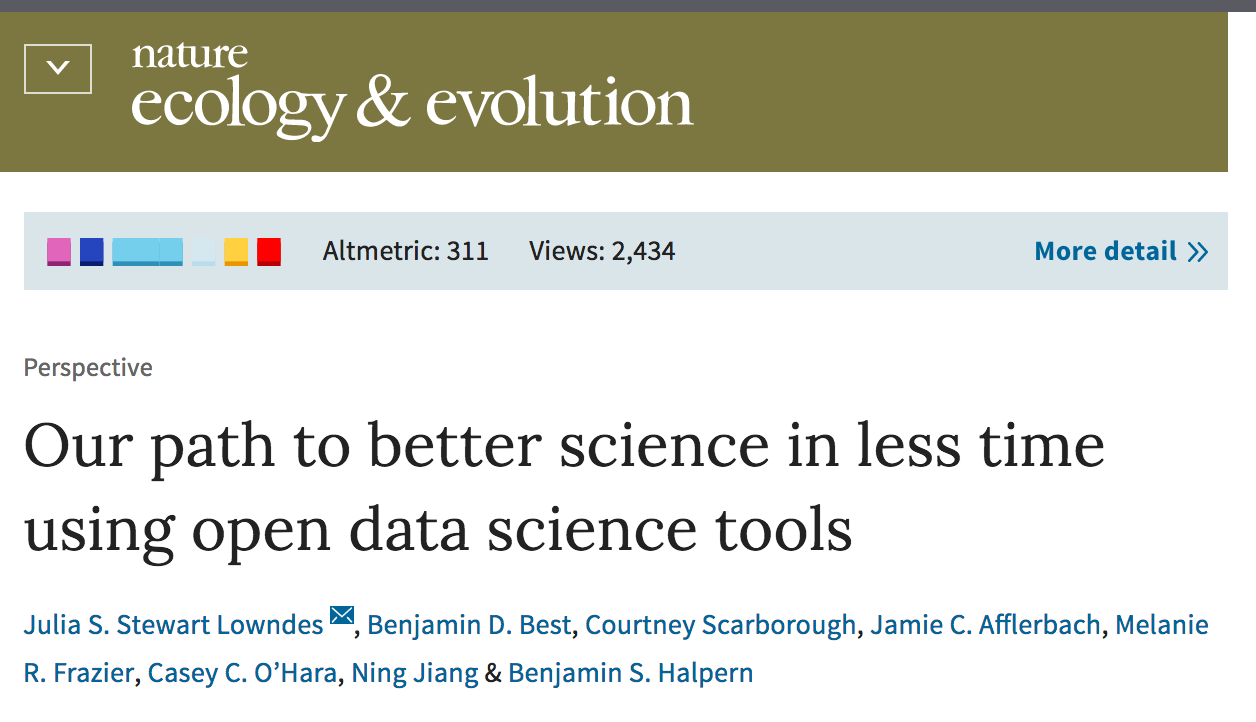 nature
ecology & evolution
Altmetric: 311 Views: 2,434 More detail
Perspective
Our path to better science in less time
using open data science tools
Julia S. Stewart Lowndes , Benjamin D. Best, Courtney Scarborough, Jamie C. Afflerbach, Melanie
R. Frazier, Casey C. O’Hara, Ning Jiang & Benjamin S. Halpern